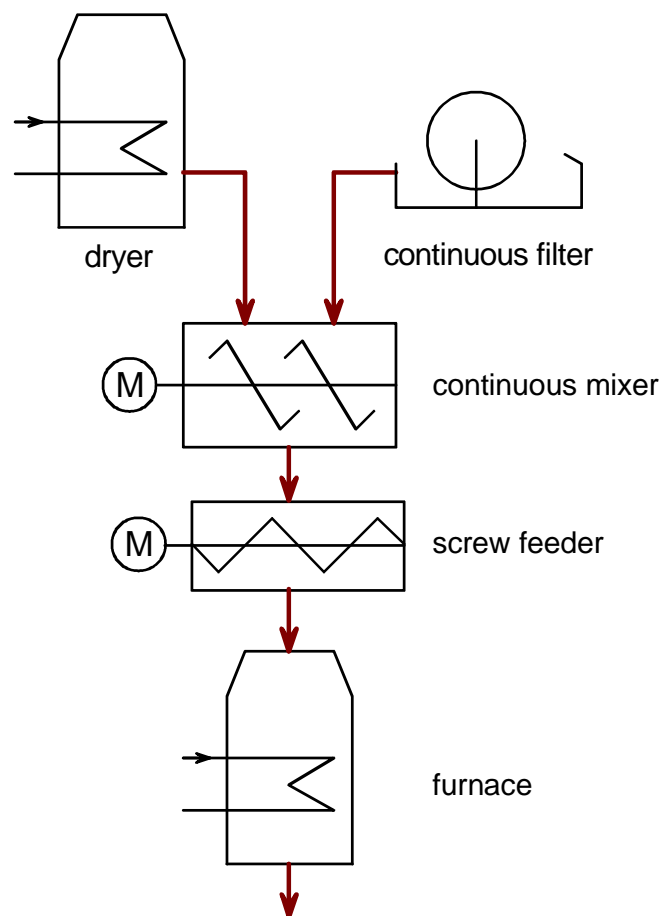 dryer
continuous filter
M
continuous mixer
M
screw feeder
furnace